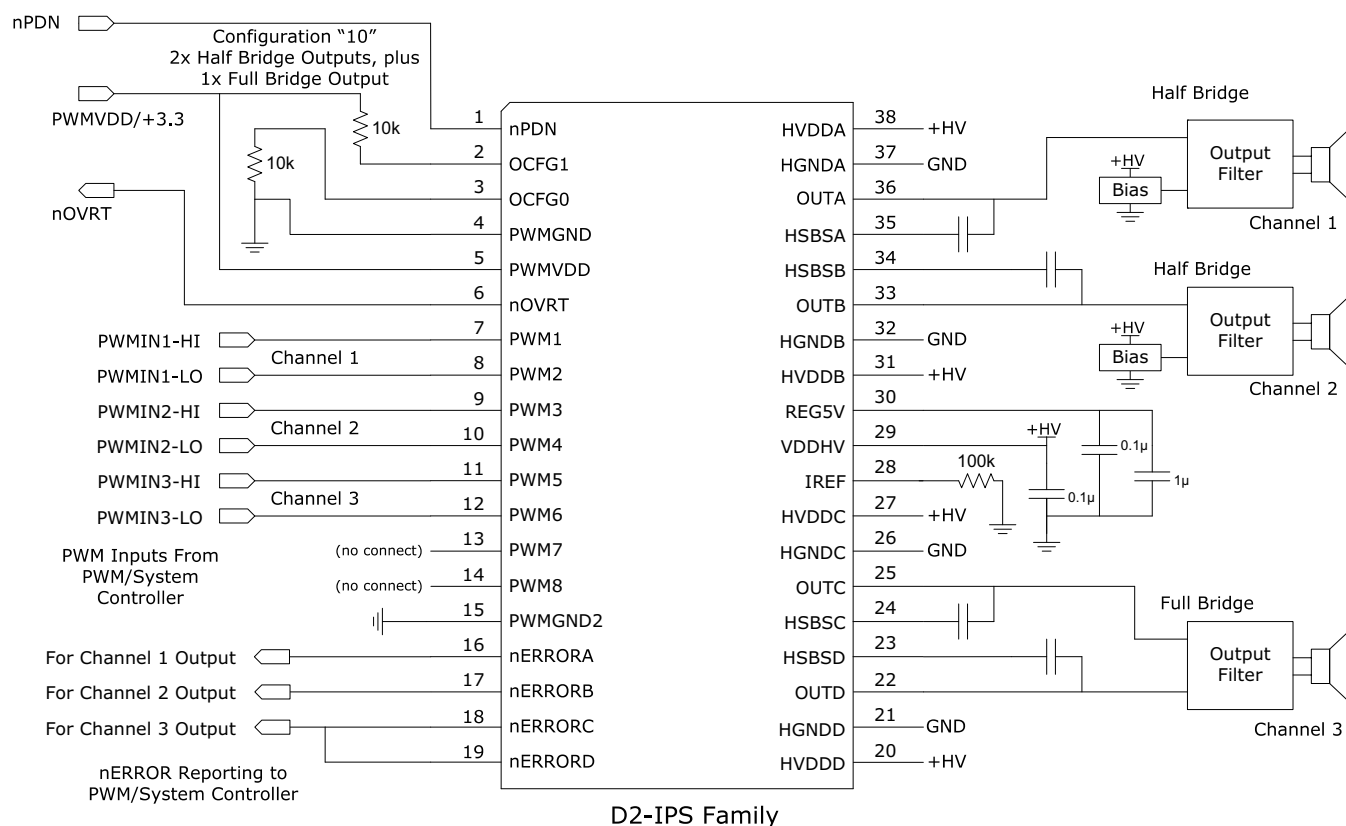 nPDN
Configuration “10”
2x Half Bridge Outputs, plus
1x Full Bridge Output
PWMVDD/+3.3
10k
10k
nOVRT
PWMIN1-HI
Channel 1
PWMIN1-LO
PWMIN2-HI
Channel 2
PWMIN2-LO
PWMIN3-HI
Channel 3
PWMIN3-LO
PWM Inputs From
PWM/System
Controller
(no connect)
(no connect)
For Channel 1 Output
For Channel 2 Output
For Channel 3 Output
nERROR Reporting to
PWM/System Controller
1 nPDN
2 OCFG1
3 OCFG0
4 PWMGND
5 PWMVDD
6 nOVRT
7 PWM1
8 PWM2
9 PWM3
10 PWM4
11 PWM5
12 PWM6
13 PWM7
14 PWM8
15 PWMGND2
16 nERRORA
17 nERRORB
18 nERRORC
19 nERRORD
HVDDA 38 +HV
HGNDA 37 GND
OUTA 36
HSBSA 35
HSBSB 34
OUTB 33
HGNDB 32 GND
HVDDB 31 +HV
REG5V 30
VDDHV 29 +HV
IREF 28 100k
HVDDC 27 +HV
HGNDC 26 GND
OUTC 25
HSBSC 24
HSBSD 23
OUTD 22
HGNDD 21 GND
HVDDD 20 +HV
0.1µ
1µ
0.1µ
Half Bridge
+HV
Bias
Output
Filter
Channel 1
Half Bridge
+HV
Bias
Output
Filter
Channel 2
Full Bridge
Output
Filter
Channel 3
D2-IPS Family